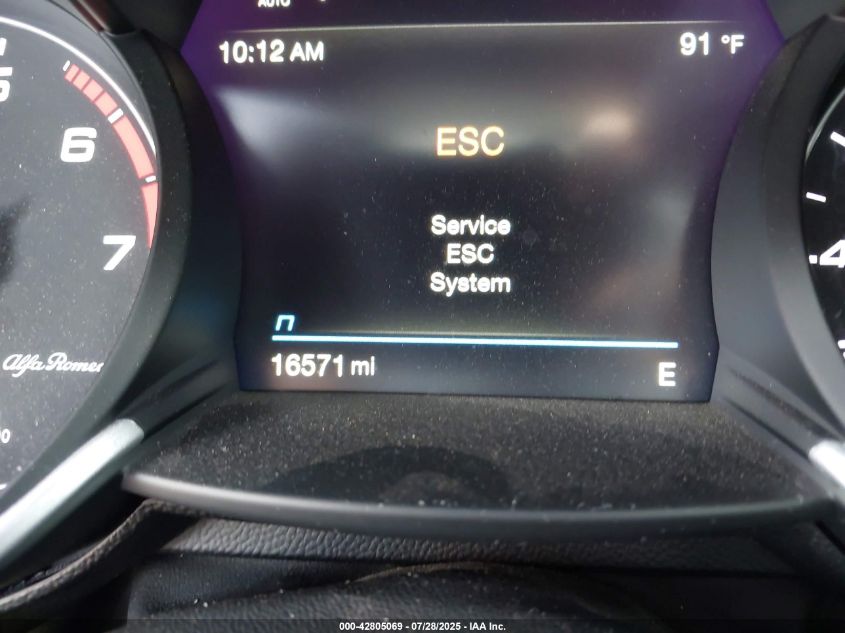 AUTO
10:12 AM
91 °F
ESC
Service
ESC
System
n
16571 mi
E
6
7
Alfa Romeo
000-42805069 / 07/28/2025 - IAA Inc.